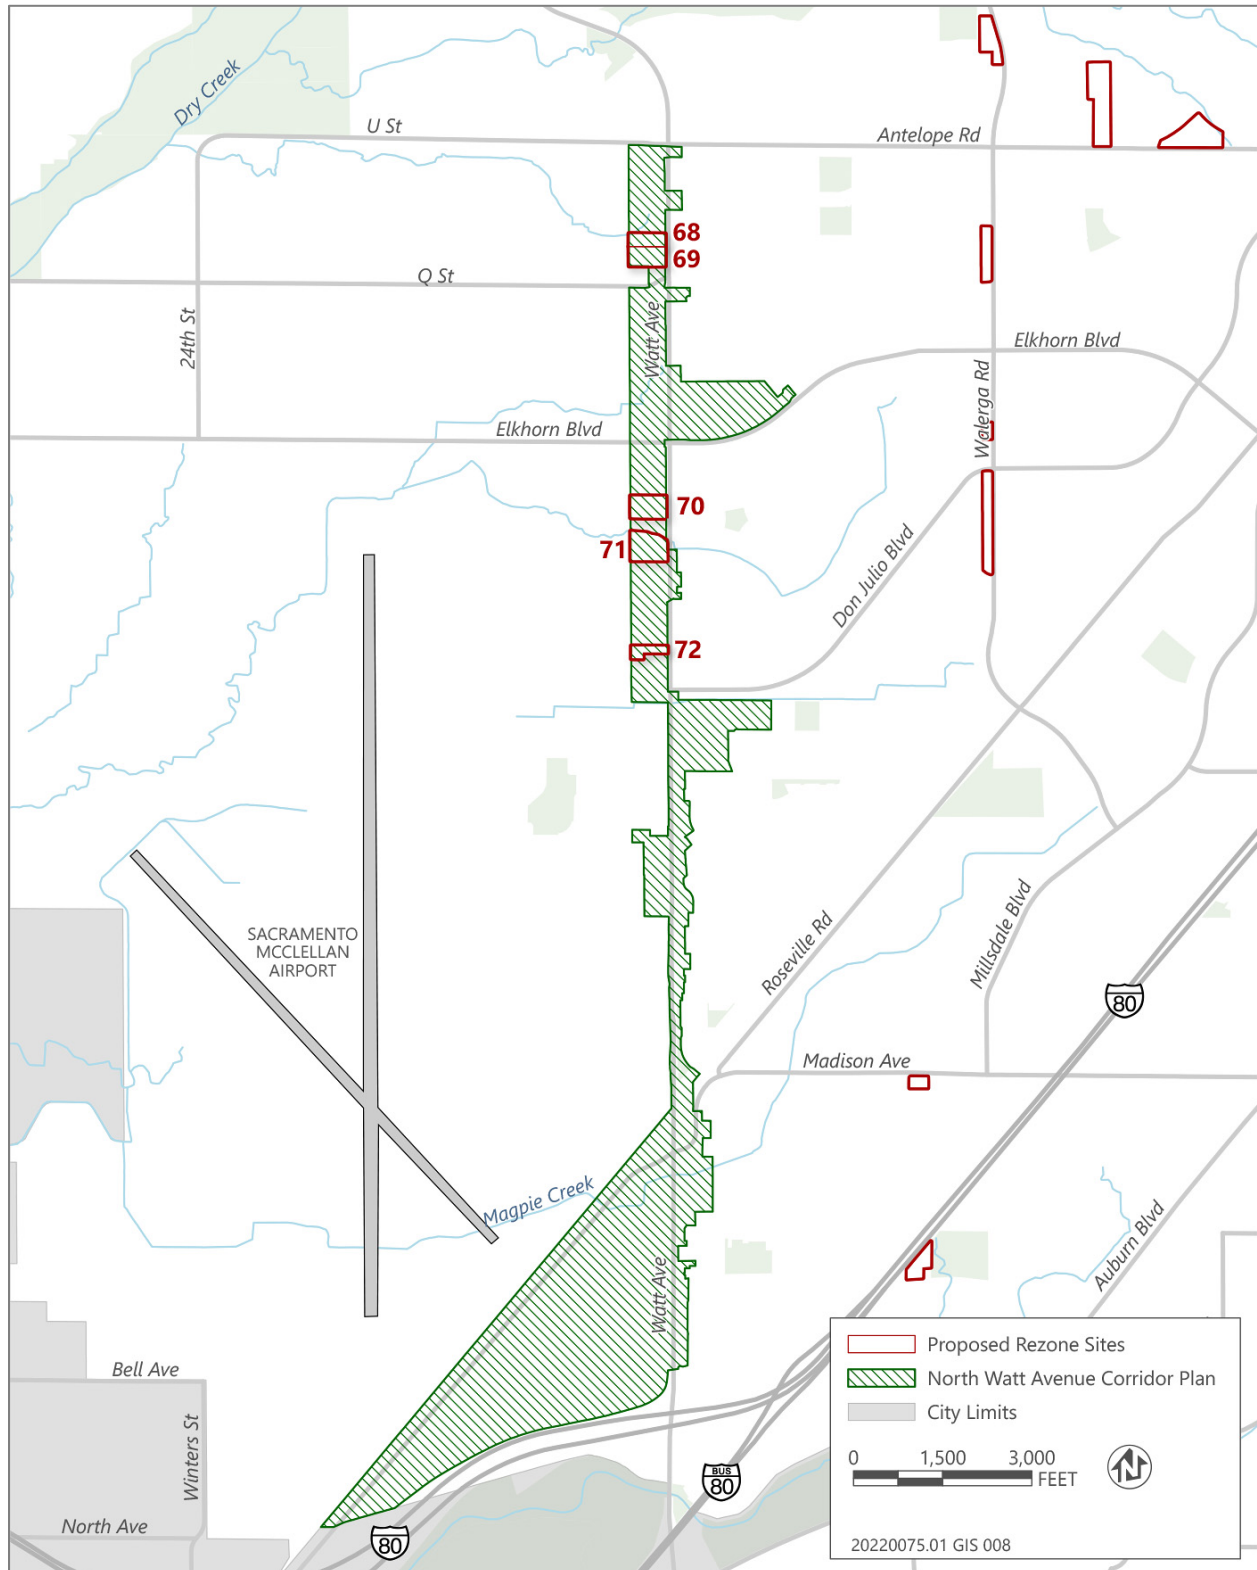 Dry Creek
U St
Antelope Rd
68
69
Q St
24th St
Watt Ave
Elkhorn Blvd
Walerga Rd
Elkhorn Blvd
70
71
Don Julio Blvd
72
SACRAMENTO
MCCLELLAN
AIRPORT
Roseville Rd
Millsdale Blvd
80
Madison Ave
Magpie Creek
Watt Ave
Auburn Blvd
Bell Ave
Winters St
North Ave
80
BUS
80
Proposed Rezone Sites
North Watt Avenue Corridor Plan
City Limits
0 1,500 3,000
FEET
N
20220075.01 GIS 008